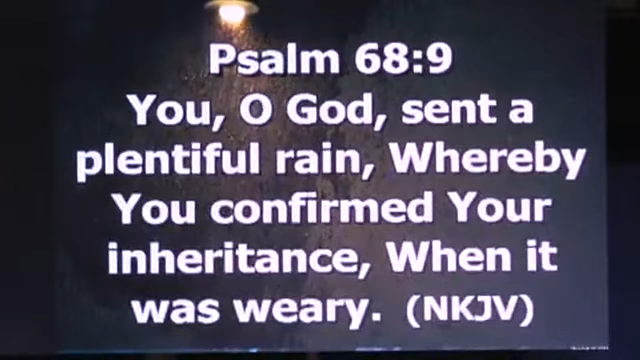 Psalm 68:9
You, O God, sent a
plentiful rain, Whereby
You confirmed Your
inheritance, When it
was weary. (NKJV)